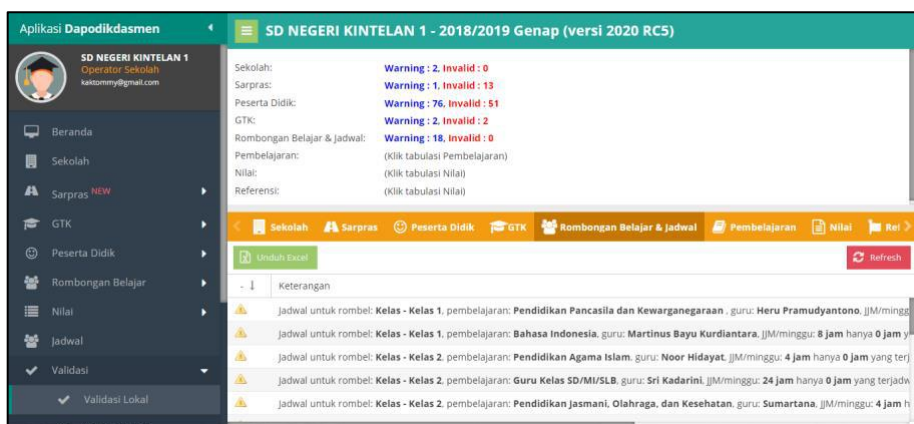 Aplikasi Dapodikdasmen
SD NEGERI KINTELAN 1 - 2018/2019 Genap (versi 2020 RC5)
SD NEGERI KINTELAN 1
Operator Sekolah
kaktommy@gmail.com
Beranda
Sekolah
Sarpras NEW
GTK
Peserta Didik
Rombongan Belajar
Nilai
Jadwal
Validasi
Validasi Lokal
Sekolah: Warning : 2, Invalid : 0
Sarpras: Warning : 1, Invalid : 13
Peserta Didik: Warning : 76, Invalid : 51
GTK: Warning : 2, Invalid : 2
Rombongan Belajar & Jadwal: Warning : 18, Invalid : 0
Pembelajaran: (Klik tabulasi Pembelajaran)
Nilai: (Klik tabulasi Nilai)
Referensi: (Klik tabulasi Nilai)
Sekolah Sarpras Peserta Didik GTK Rombongan Belajar & Jadwal Pembelajaran Nilai Rel
Unduh Excel Refresh
Keterangan
Jadwal untuk rombel: Kelas - Kelas 1, pembelajaran: Pendidikan Pancasila dan Kewarganegaraan , guru: Heru Pramudyantono, JJM/mingg
Jadwal untuk rombel: Kelas - Kelas 1, pembelajaran: Bahasa Indonesia, guru: Martinus Bayu Kurdiantara, JJM/minggu: 8 jam hanya 0 jam y
Jadwal untuk rombel: Kelas - Kelas 2, pembelajaran: Pendidikan Agama Islam, guru: Noor Hidayat, JJM/minggu: 4 jam hanya 0 jam yang terj
Jadwal untuk rombel: Kelas - Kelas 2, pembelajaran: Guru Kelas SD/MI/SLB, guru: Sri Kadarini, JJM/minggu: 24 jam hanya 0 jam yang terjadw
Jadwal untuk rombel: Kelas - Kelas 2, pembelajaran: Pendidikan Jasmani, Olahraga, dan Kesehatan, guru: Sumartana, JJM/minggu: 4 jam h